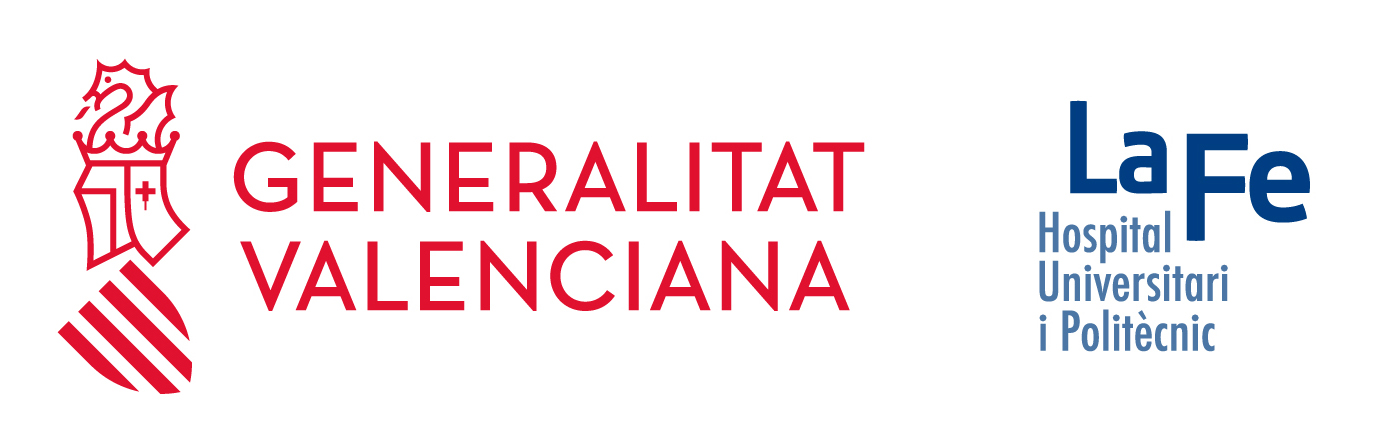 GENERALITAT
VALENCIANA
La Fe
Hospital
Universitari
i Politècnic